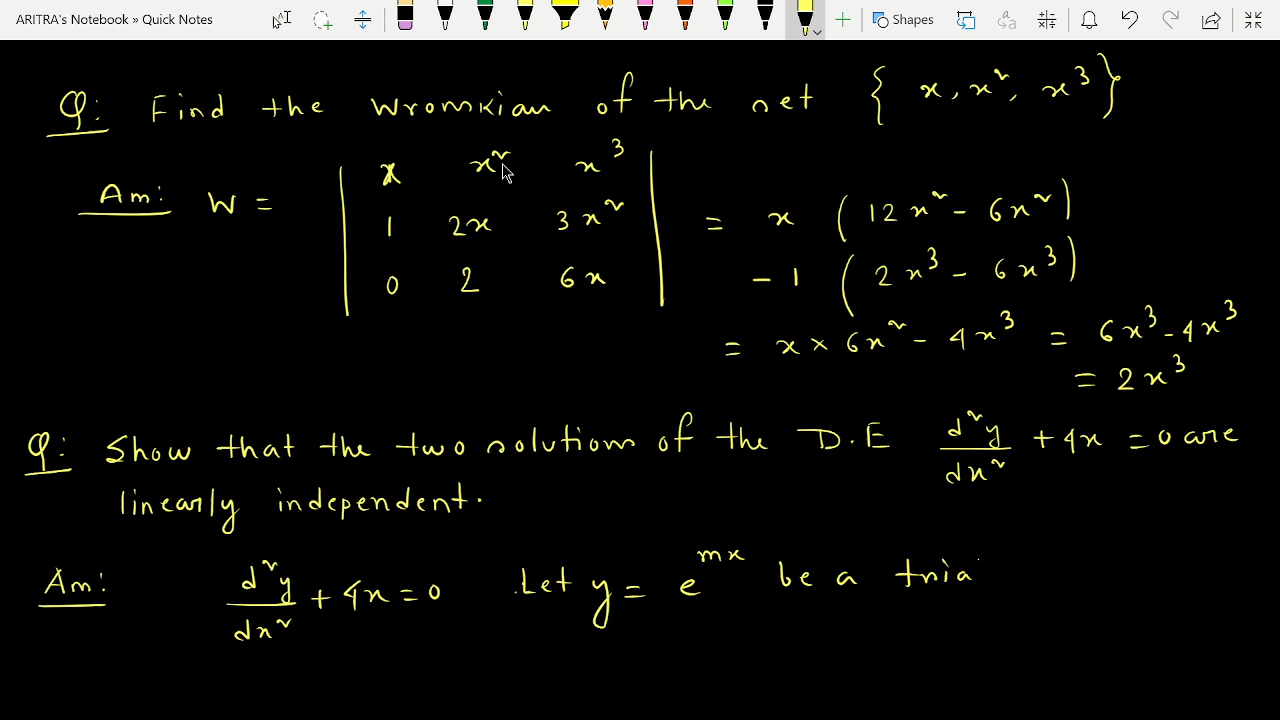 ARITRA's Notebook » Quick Notes
Shapes
Q: Find the Wromkian of the set { x, x², x³ }
Ans: W = | x x² x³ | = x ( 12x² - 6x² )
| 1 2x 3x² | - 1 ( 2x³ - 6x³ )
| 0 2 6x |
= x × 6x² - 4x³ = 6x³ - 4x³
= 2x³
Q: Show that the two solutions of the D.E d²y/dx² + 4x = 0 are
linearly independent.
Ans: d²y/dx² + 4x = 0 . Let y = e^mx be a tria